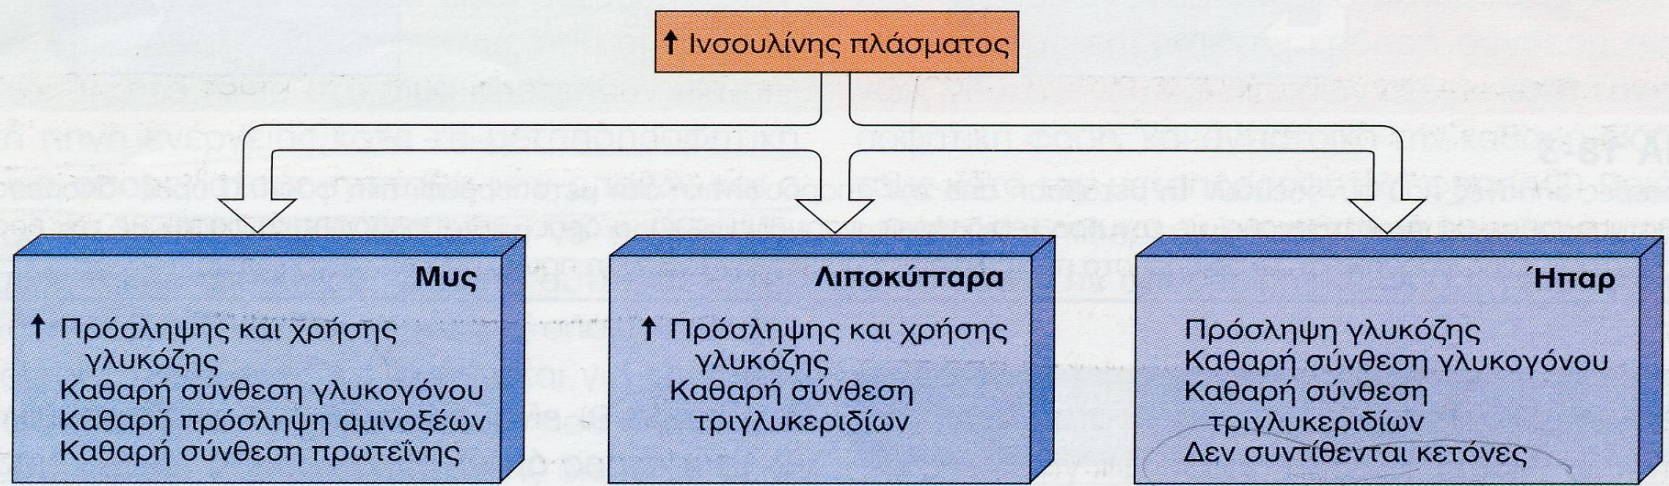 ↑ Ινσουλίνης πλάσματος
Μυς
↑ Πρόσληψης και χρήσης
γλυκόζης
Καθαρή σύνθεση γλυκογόνου
Καθαρή πρόσληψη αμινοξέων
Καθαρή σύνθεση πρωτεΐνης
Λιποκύτταρα
↑ Πρόσληψης και χρήσης
γλυκόζης
Καθαρή σύνθεση
τριγλυκεριδίων
Ήπαρ
Πρόσληψη γλυκόζης
Καθαρή σύνθεση γλυκογόνου
Καθαρή σύνθεση
τριγλυκεριδίων
Δεν συντίθενται κετόνες